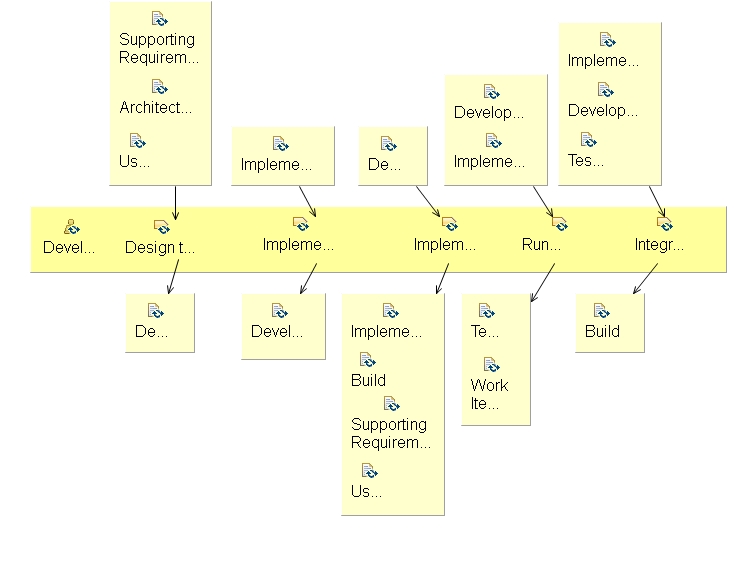 Supporting
Requirem...
Architect...
Us...
Impleme...
De...
Develop...
Impleme...
Impleme...
Develop...
Tes...
Devel...
Design t...
Impleme...
Implem...
Run...
Integr...
De...
Devel...
Impleme...
Build
Supporting
Requirem...
Us...
Te...
Work
Ite...
Build